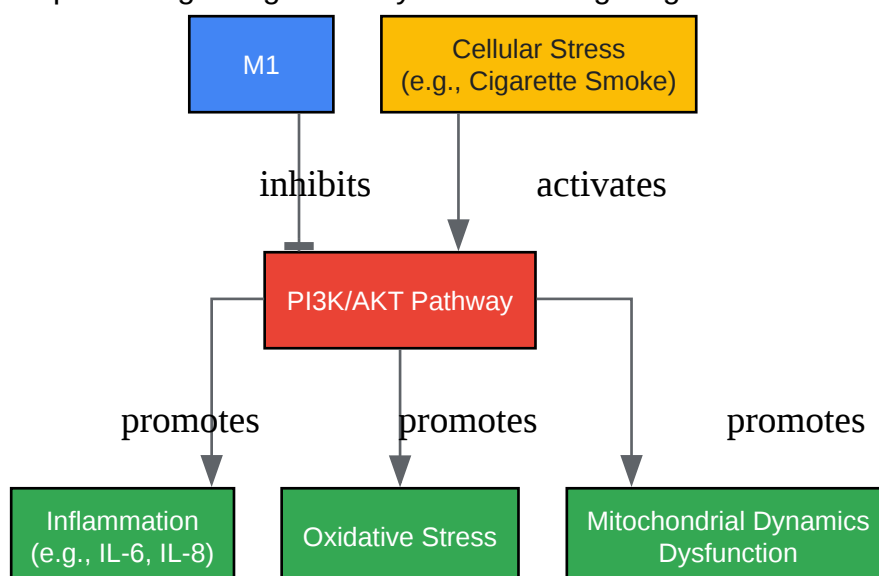 M1
Cellular Stress
(e.g., Cigarette Smoke)
inhibits
activates
PI3K/AKT Pathway
promotes
promotes
promotes
Inflammation
(e.g., IL-6, IL-8)
Oxidative Stress
Mitochondrial Dynamics
Dysfunction